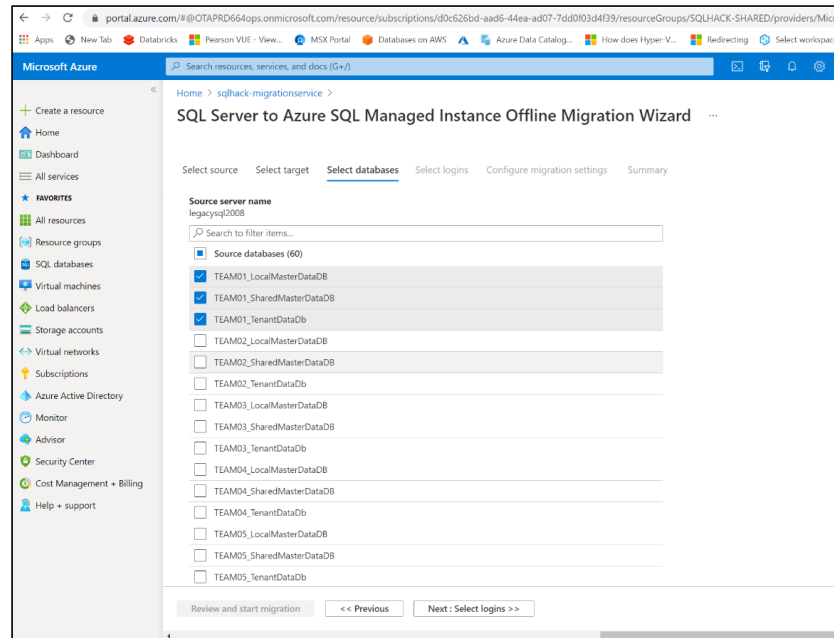 portal.azure.com/#@OTAPRD664ops.onmicrosoft.com/resource/subscriptions/d0c626bd-aad6-44ea-ad07-7dd0f03d4f39/resourceGroups/SQLHACK-SHARED/providers/Mic
Apps New Tab Databricks Pearson VUE - View... MSX Portal Databases on AWS Azure Data Catalog... How does Hyper-V... Redirecting Select workspac
Microsoft Azure
Search resources, services, and docs (G+/)
Create a resource
Home
Dashboard
All services
FAVORITES
All resources
Resource groups
SQL databases
Virtual machines
Load balancers
Storage accounts
Virtual networks
Subscriptions
Azure Active Directory
Monitor
Advisor
Security Center
Cost Management + Billing
Help + support
Home > sqlhack-migrationservice >
SQL Server to Azure SQL Managed Instance Offline Migration Wizard ...
Select source Select target Select databases Select logins Configure migration settings Summary
Source server name
legacysql2008
Search to filter items...
Source databases (60)
TEAM01_LocalMasterDataDB
TEAM01_SharedMasterDataDB
TEAM01_TenantDataDb
TEAM02_LocalMasterDataDB
TEAM02_SharedMasterDataDB
TEAM02_TenantDataDb
TEAM03_LocalMasterDataDB
TEAM03_SharedMasterDataDB
TEAM03_TenantDataDb
TEAM04_LocalMasterDataDB
TEAM04_SharedMasterDataDB
TEAM04_TenantDataDb
TEAM05_LocalMasterDataDB
TEAM05_SharedMasterDataDB
TEAM05_TenantDataDb
Review and start migration << Previous Next : Select logins >>